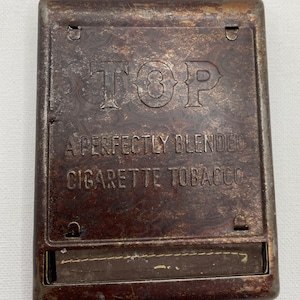 TOP
A PERFECTLY BLENDED
CIGARETTE TOBACCO